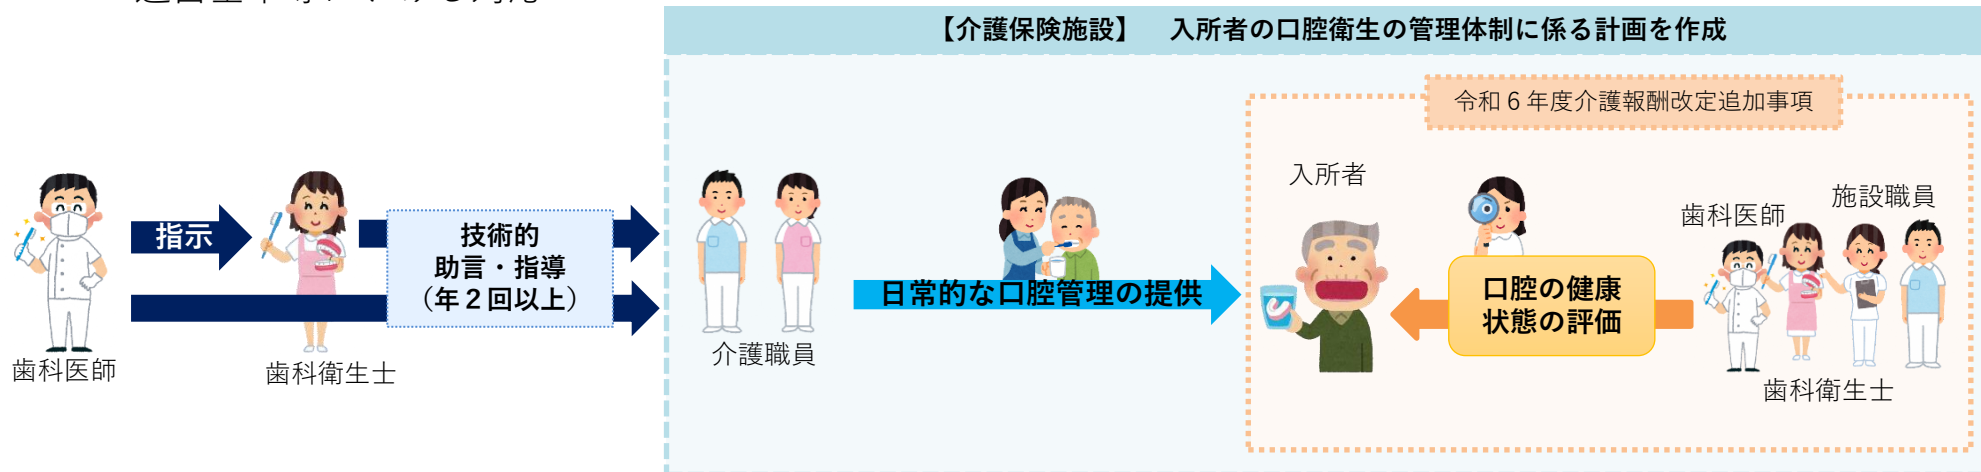 【介護保険施設】　入所者の口腔衛生の管理体制に係る計画を作成
令和６年度介護報酬改定追加事項
指示
技術的
助言・指導
（年２回以上）
歯科医師
歯科衛生士
介護職員
日常的な口腔管理の提供
入所者
口腔の健康
状態の評価
歯科医師
施設職員
歯科衛生士